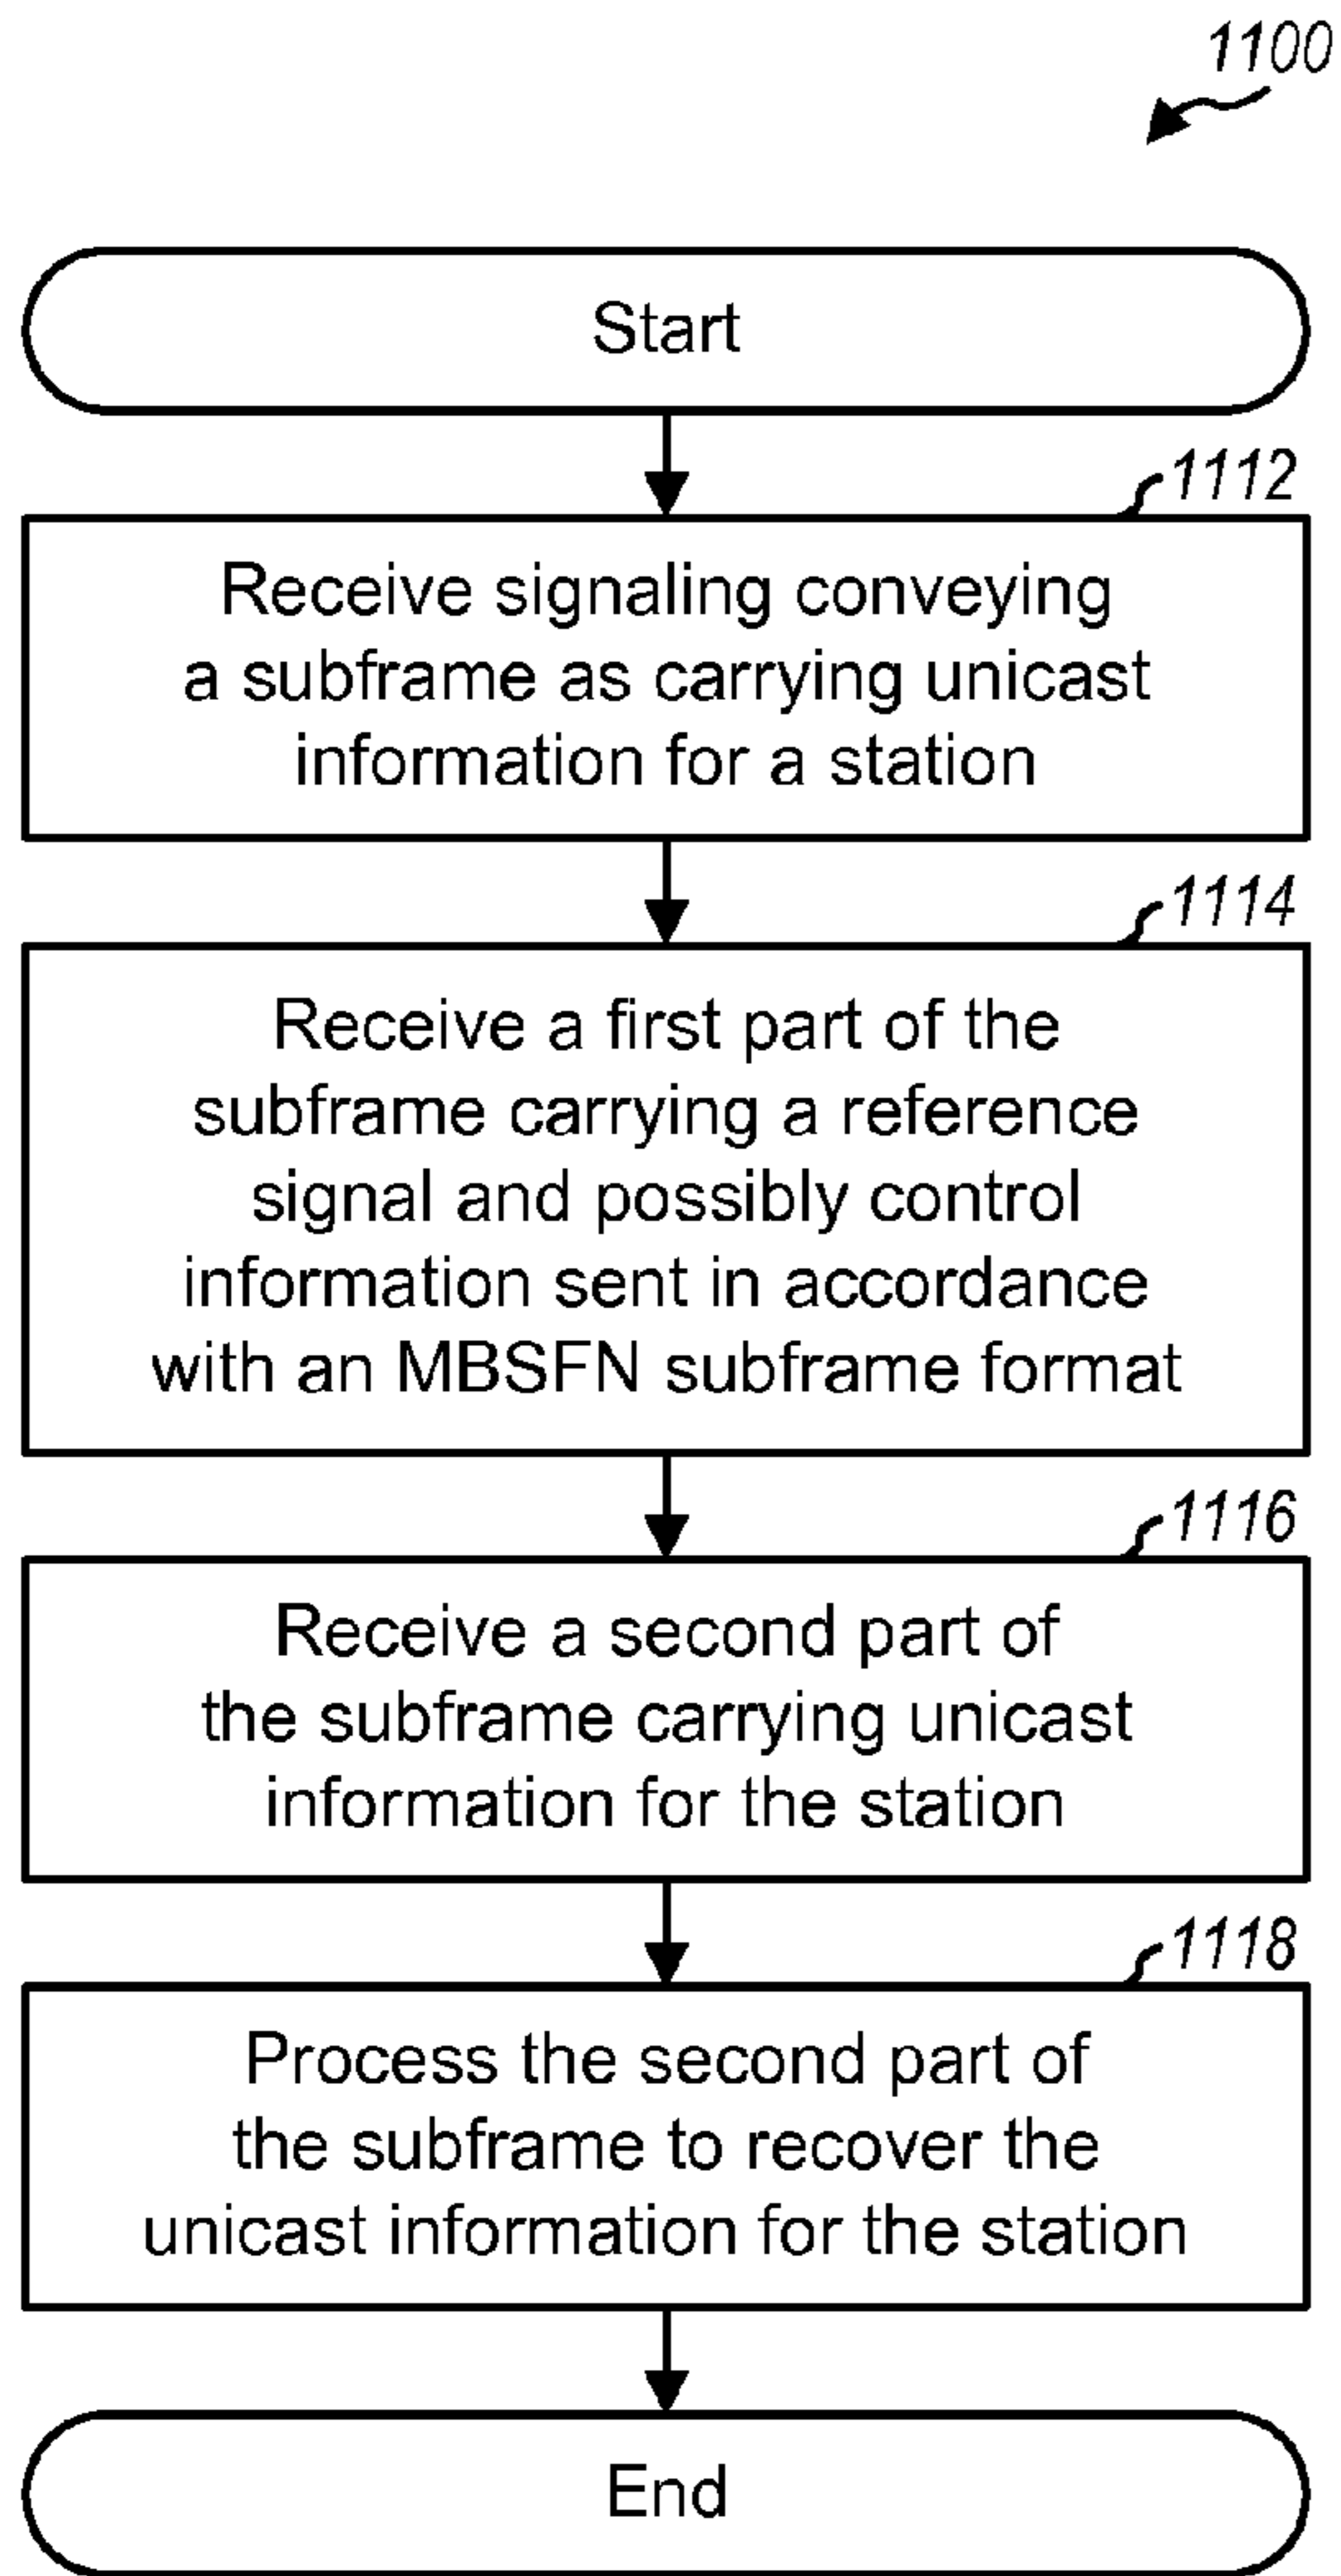 1100
Start
1112
Receive signaling conveying
a subframe as carrying unicast
information for a station
1114
Receive a first part of the
subframe carrying a reference
signal and possibly control
information sent in accordance
with an MBSFN subframe format
1116
Receive a second part of
the subframe carrying unicast
information for the station
1118
Process the second part of
the subframe to recover the
unicast information for the station
End